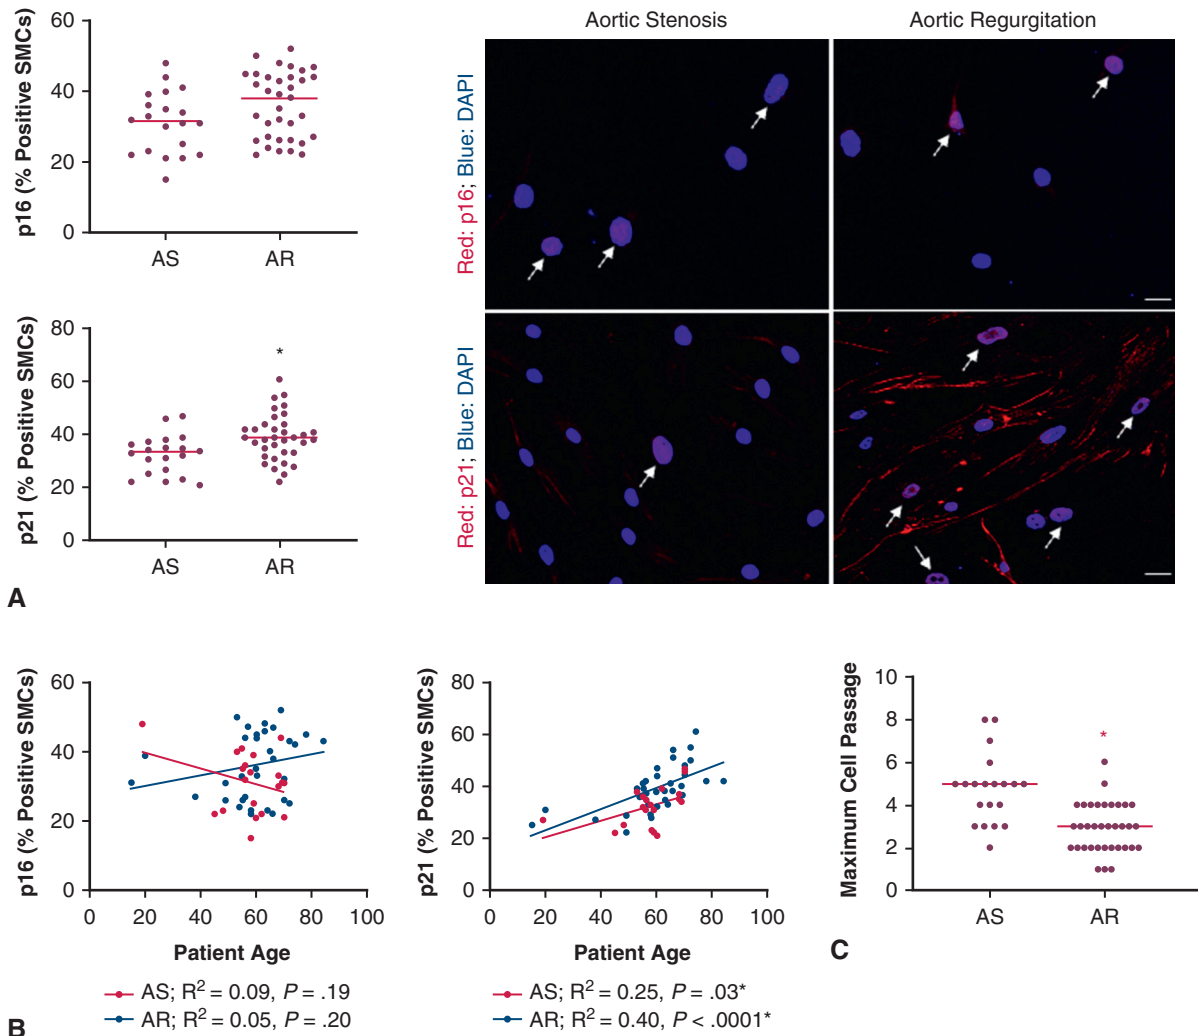 p16 (% Positive SMCs)
60
40
20
0
AS
AR
p21 (% Positive SMCs)
80
60
40
20
0
*
AS
AR
Aortic Stenosis
Aortic Regurgitation
Red: p16; Blue: DAPI
Red: p21; Blue: DAPI
A
p16 (% Positive SMCs)
60
40
20
0
0 20 40 60 80 100
Patient Age
AS; R² = 0.09, P = .19
AR; R² = 0.05, P = .20
p21 (% Positive SMCs)
80
60
40
20
0
0 20 40 60 80 100
Patient Age
AS; R² = 0.25, P = .03*
AR; R² = 0.40, P < .0001*
B
Maximum Cell Passage
10
8
6
4
2
0
*
AS
AR
C